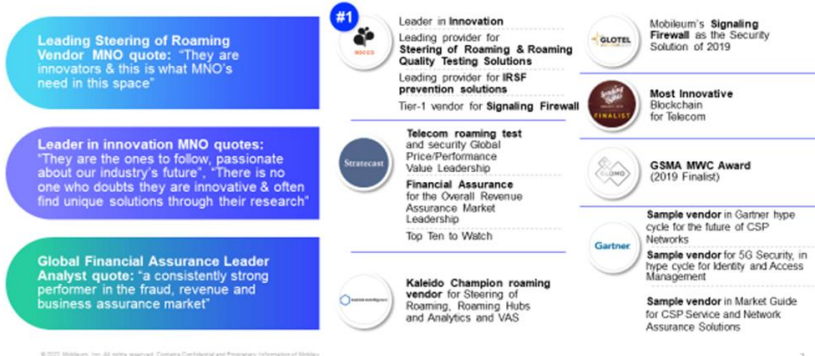 Leading Steering of Roaming
Vendor MNO quote: "They are
innovators & this is what MNO's
need in this space"
Leader in innovation MNO quotes:
"They are the ones to follow, passionate
about our industry's future", "There is no
one who doubts they are innovative & often
find unique solutions through their research"
Global Financial Assurance Leader
Analyst quote: "a consistently strong
performer in the fraud, revenue and
business assurance market"
#1
ROCCO
Leader in Innovation
Leading provider for
Steering of Roaming & Roaming
Quality Testing Solutions
Leading provider for IRSF
prevention solutions
Tier-1 vendor for Signaling Firewall
Stratecast
Telecom roaming test
and security Global
Price/Performance
Value Leadership
Financial Assurance
for the Overall Revenue
Assurance Market
Leadership
Top Ten to Watch
Kaleido Champion roaming
vendor for Steering of
Roaming, Roaming Hubs
and Analytics and VAS
GLOTEL
Mobileum's Signaling
Firewall as the Security
Solution of 2019
FINALIST
Most Innovative
Blockchain
for Telecom
GLOMO
GSMA MWC Award
(2019 Finalist)
Gartner
Sample vendor in Gartner hype
cycle for the future of CSP
Networks
Sample vendor for 5G Security, in
hype cycle for Identity and Access
Management
Sample vendor in Market Guide
for CSP Service and Network
Assurance Solutions